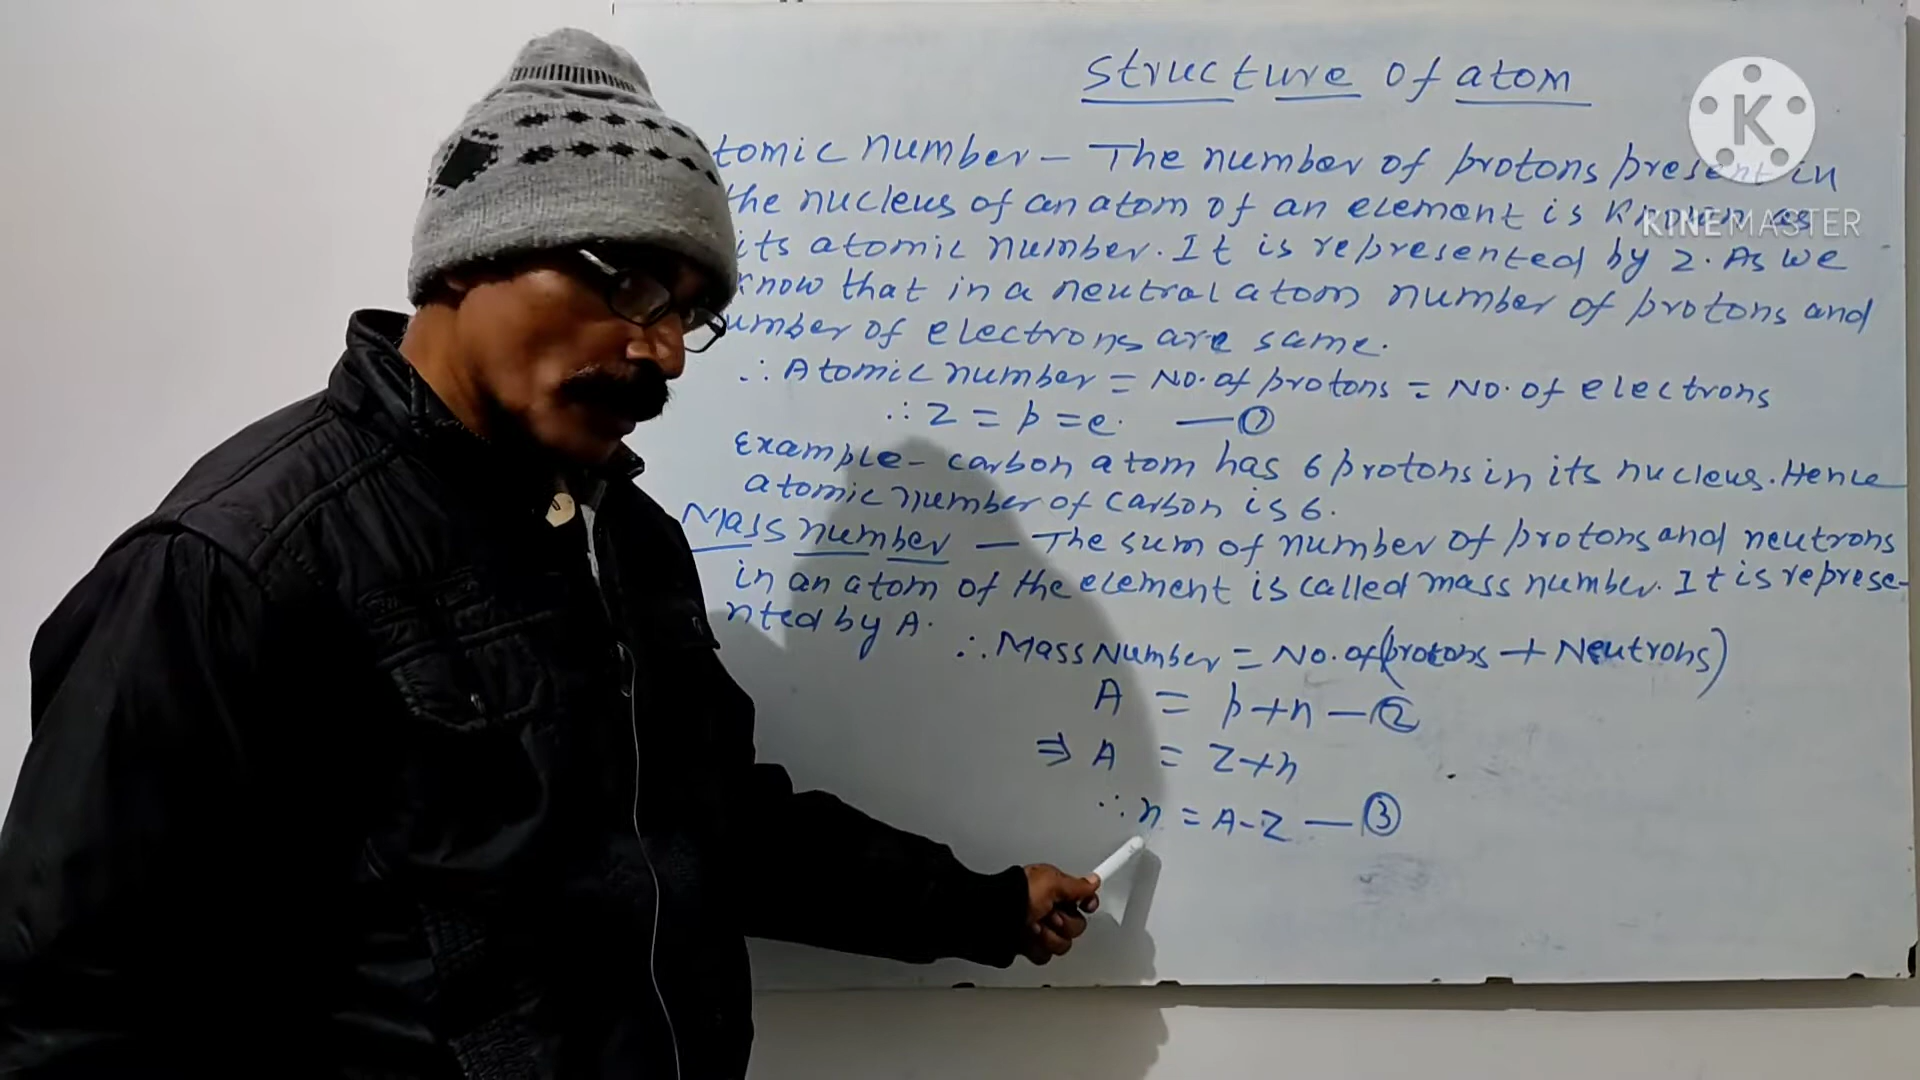 Structure of atom
K
tomic number - The number of protons present in
the nucleus of an atom of an element is known as
KINEMASTER
its atomic number. It is represented by Z. As we
know that in a neutral atom number of protons and
umber of electrons are same.
∴ Atomic number = No. of protons = No. of electrons
∴ Z = p = e. — ①
Example - carbon atom has 6 protons in its nucleus. Hence
atomic number of carbon is 6.
Mass number - The sum of number of protons and neutrons
in an atom of the element is called mass number. It is represe-
nted by A.
∴ Mass Number = No. of (protons + Neutrons)
A = p+n — ②
⇒ A = Z+n
∴ n = A-Z — ③